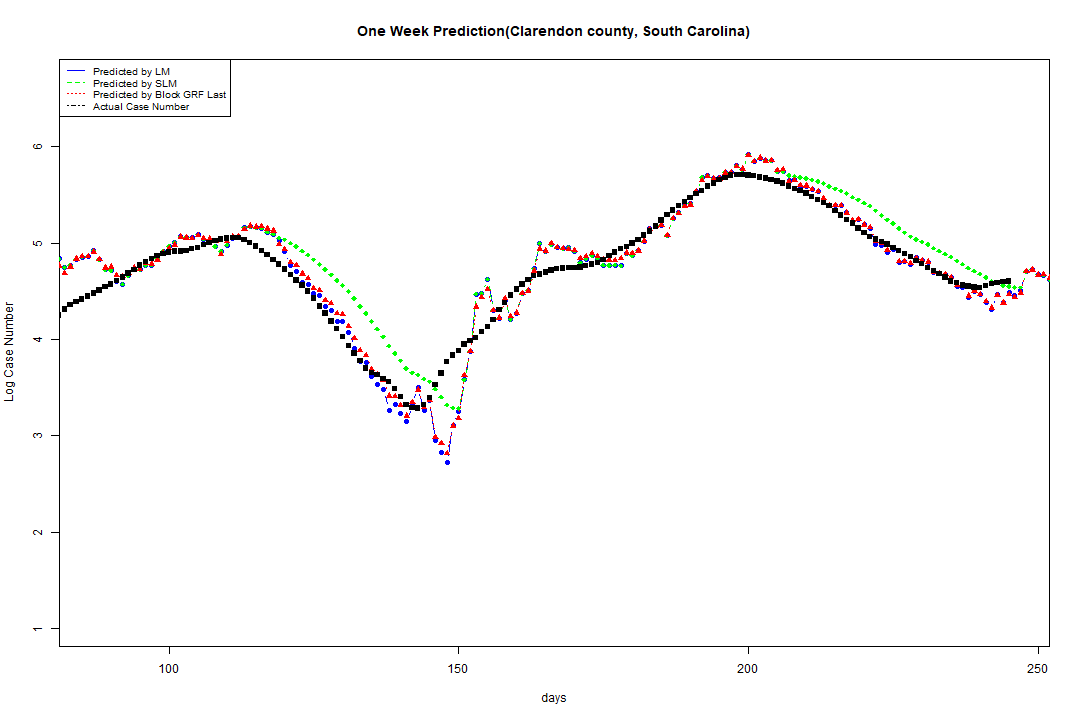 One Week Prediction(Clarendon county, South Carolina)
Predicted by LM
Predicted by SLM
Predicted by Block GRF Last
Actual Case Number
6
5
4
3
2
1
Log Case Number
100 150 200 250
days